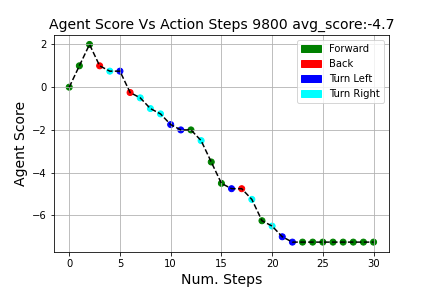 Agent Score Vs Action Steps 9800 avg_score:-4.7
2
0
−2
−4
−6
Agent Score
Forward
Back
Turn Left
Turn Right
0 5 10 15 20 25 30
Num. Steps